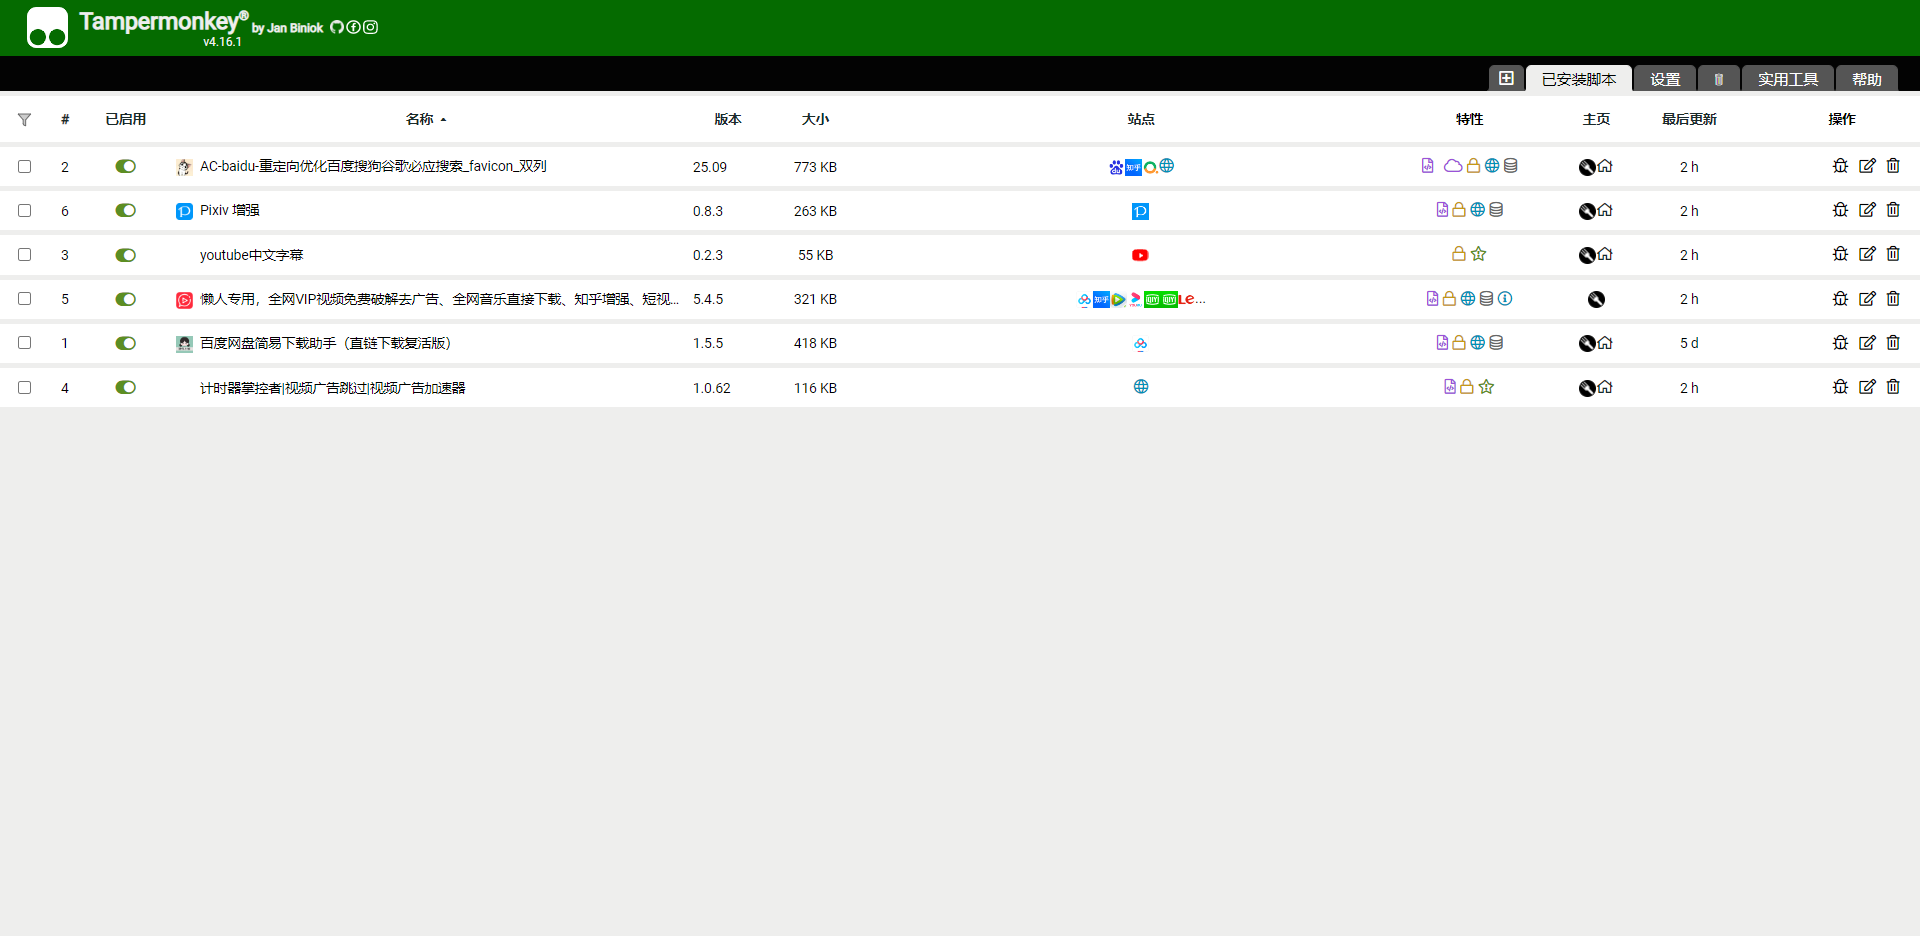 Tampermonkey® by Jan Biniok
v4.16.1
已安装脚本 设置 实用工具 帮助
# 已启用 名称 版本 大小 站点 特性 主页 最后更新 操作
2 AC-baidu-重定向优化百度搜狗谷歌必应搜索_favicon_双列 25.09 773 KB 知乎 2 h
6 Pixiv 增强 0.8.3 263 KB 2 h
3 youtube中文字幕 0.2.3 55 KB 2 h
5 懒人专用，全网VIP视频免费破解去广告、全网音乐直接下载、知乎增强、短视... 5.4.5 321 KB 知乎 Le... 2 h
1 百度网盘简易下载助手（直链下载复活版） 1.5.5 418 KB 5 d
4 计时器掌控者|视频广告跳过|视频广告加速器 1.0.62 116 KB 2 h